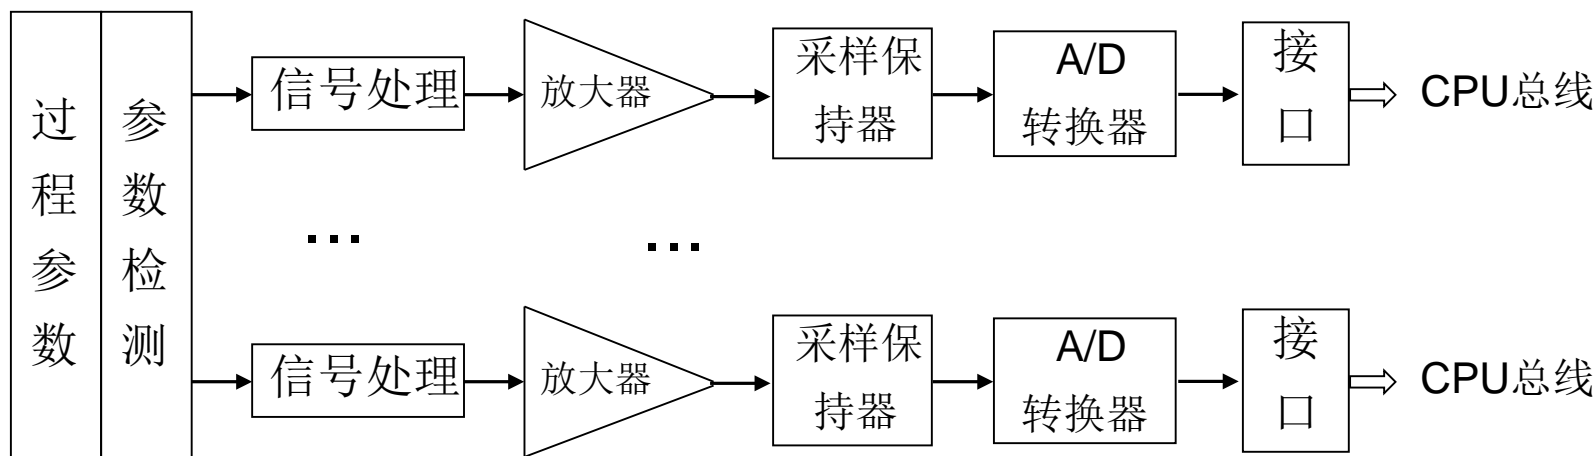 过程参数
参数检测
信号处理
放大器
采样保
持器
A/D
转换器
接口
CPU总线
...
...
信号处理
放大器
采样保
持器
A/D
转换器
接口
CPU总线